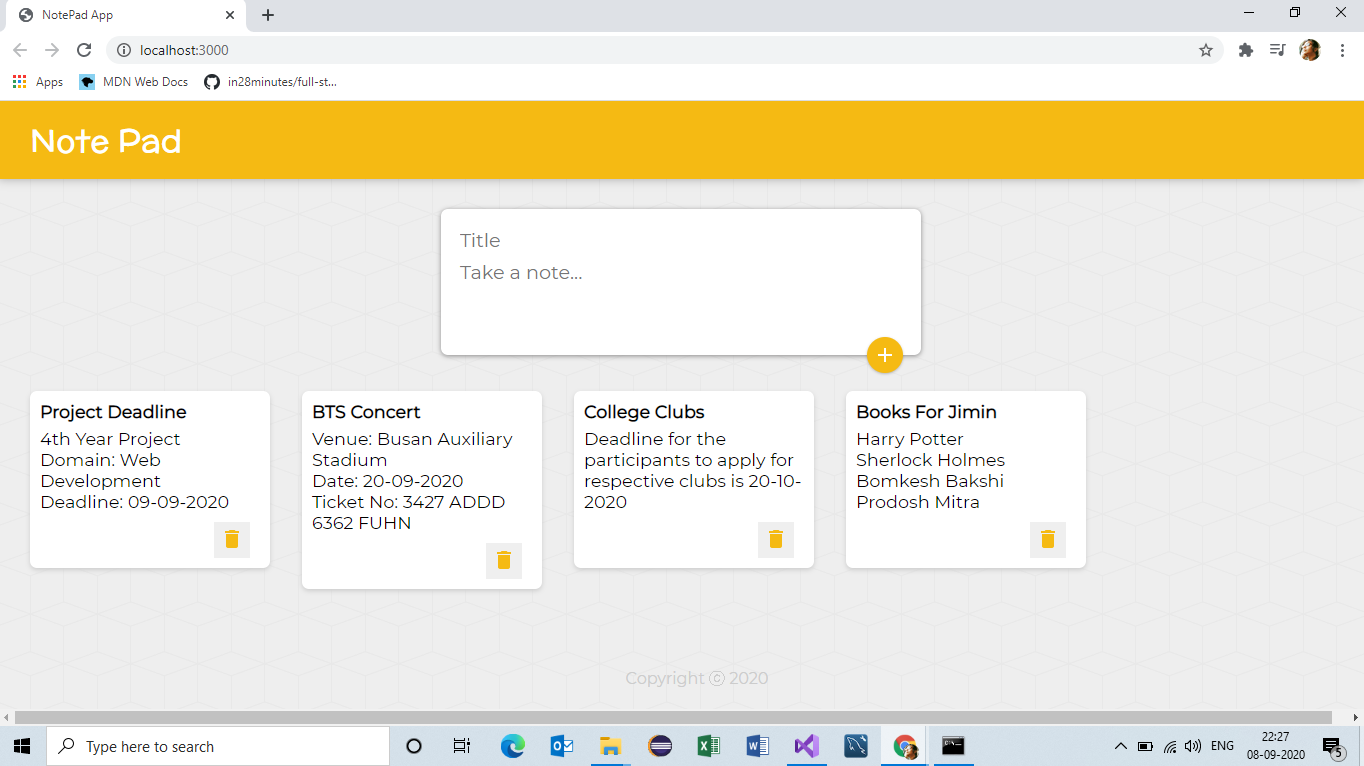 NotePad App
localhost:3000
Apps
MDN Web Docs
in28minutes/full-st...
Note Pad
Title
Take a note...
Project Deadline
4th Year Project
Domain: Web
Development
Deadline: 09-09-2020
BTS Concert
Venue: Busan Auxiliary
Stadium
Date: 20-09-2020
Ticket No: 3427 ADDD
6362 FUHN
College Clubs
Deadline for the
participants to apply for
respective clubs is 20-10-
2020
Books For Jimin
Harry Potter
Sherlock Holmes
Bomkesh Bakshi
Prodosh Mitra
Copyright ⓒ 2020
Type here to search
ENG
22:27
08-09-2020
5